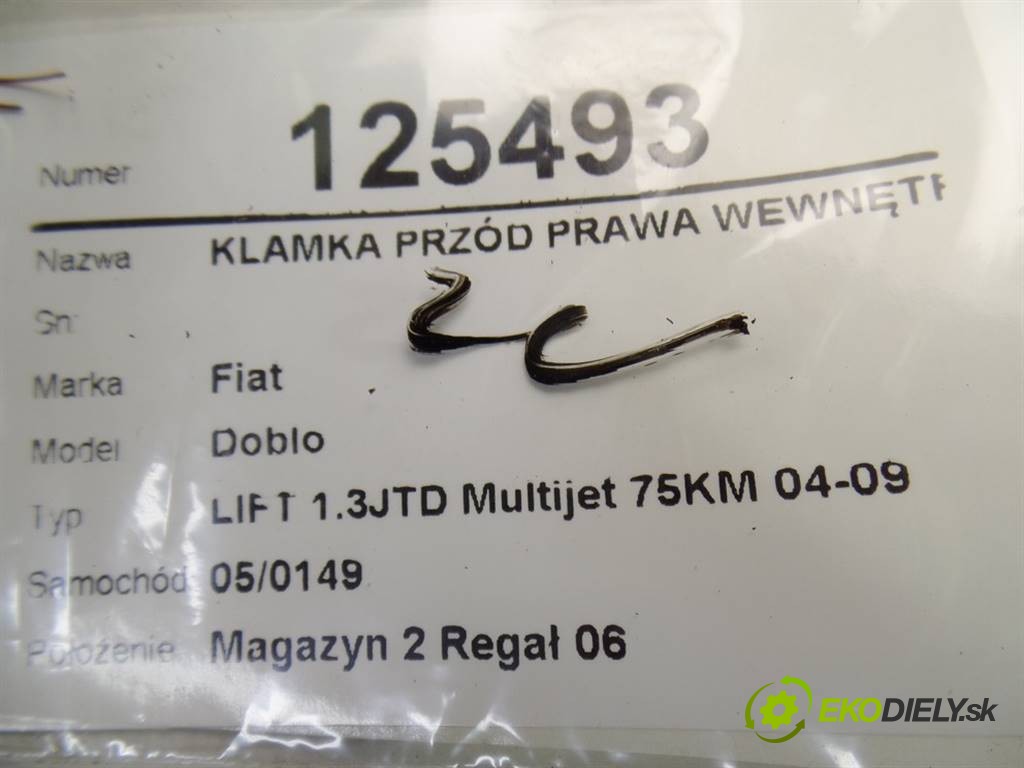 Numer 125493
Nazwa KLAMKA PRZÓD PRAWA WEWNĘTR
Sn
Marka Fiat
Model Doblo
Typ LIFT 1.3JTD Multijet 75KM 04-09
Samochód 05/0149
Położenie Magazyn 2 Regał 06
EKODIELY.sk